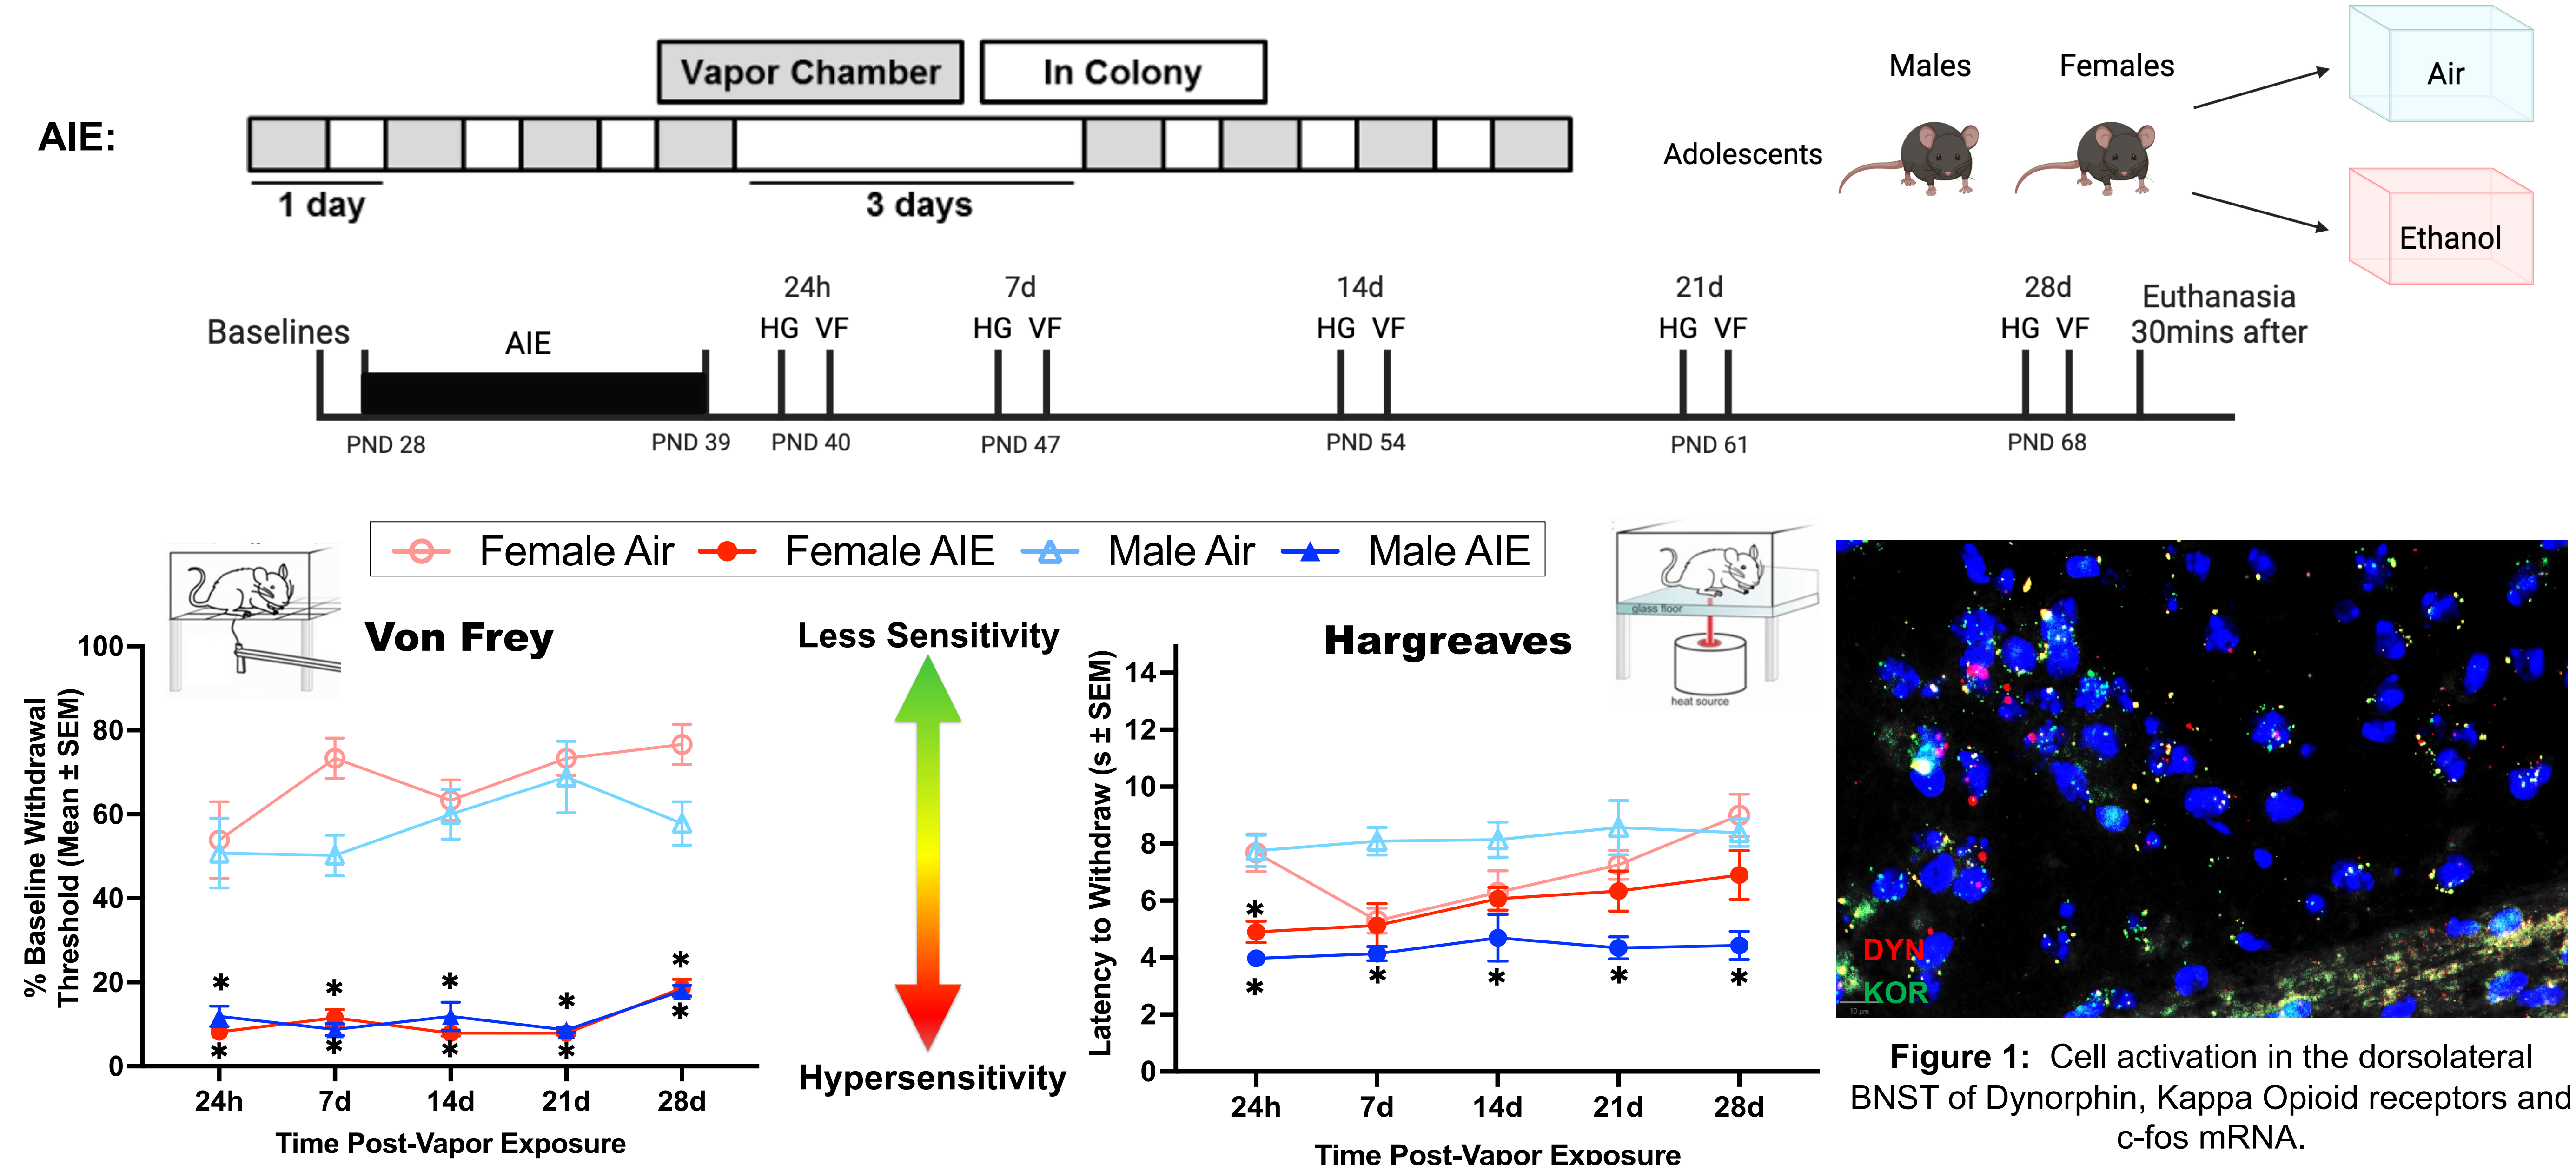 Vapor Chamber
In Colony
AIE:
1 day
3 days
Males
Females
Adolescents
Air
Ethanol
24h
7d
14d
21d
28d
HG VF
HG VF
HG VF
HG VF
HG VF
Baselines
AIE
Euthanasia
30mins after
PND 28
PND 39
PND 40
PND 47
PND 54
PND 61
PND 68
Female Air
Female AIE
Male Air
Male AIE
Von Frey
% Baseline Withdrawal
Threshold (Mean ± SEM)
100
80
60
40
20
0
*
*
*
*
*
*
*
*
*
*
24h
7d
14d
21d
28d
Time Post-Vapor Exposure
Less Sensitivity
Hypersensitivity
Hargreaves
glass floor
heat source
Latency to Withdraw (s ± SEM)
14
12
10
8
6
4
2
0
*
*
*
*
*
*
24h
7d
14d
21d
28d
Time Post-Vapor Exposure
DYN
KOR
10 µm
Figure 1: Cell activation in the dorsolateral
BNST of Dynorphin, Kappa Opioid receptors and
c-fos mRNA.